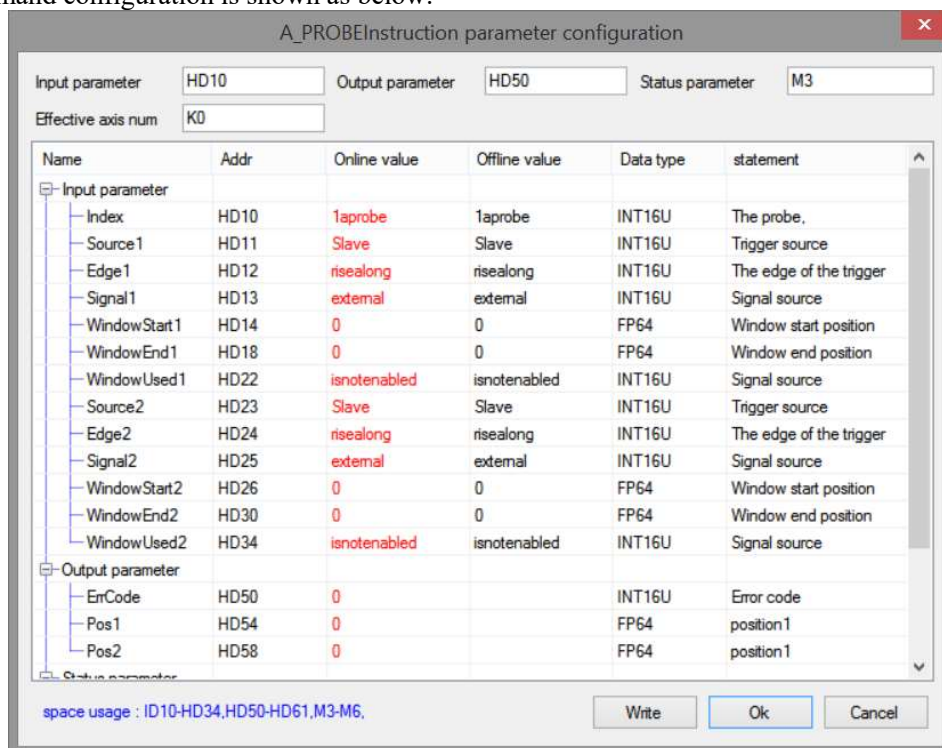 mand configuration is shown as below:
A_PROBEInstruction parameter configuration
Input parameter HD10 Output parameter HD50 Status parameter M3
Effective axis num K0
Name Addr Online value Offline value Data type statement
Input parameter
Index HD10 1aprobe 1aprobe INT16U The probe,
Source1 HD11 Slave Slave INT16U Trigger source
Edge1 HD12 risealong risealong INT16U The edge of the trigger
Signal1 HD13 external external INT16U Signal source
WindowStart1 HD14 0 0 FP64 Window start position
WindowEnd1 HD18 0 0 FP64 Window end position
WindowUsed1 HD22 isnotenabled isnotenabled INT16U Signal source
Source2 HD23 Slave Slave INT16U Trigger source
Edge2 HD24 risealong risealong INT16U The edge of the trigger
Signal2 HD25 external external INT16U Signal source
WindowStart2 HD26 0 0 FP64 Window start position
WindowEnd2 HD30 0 0 FP64 Window end position
WindowUsed2 HD34 isnotenabled isnotenabled INT16U Signal source
Output parameter
ErrCode HD50 0 INT16U Error code
Pos1 HD54 0 FP64 position1
Pos2 HD58 0 FP64 position1
Status parameter
space usage : ID10-HD34,HD50-HD61,M3-M6,
Write Ok Cancel